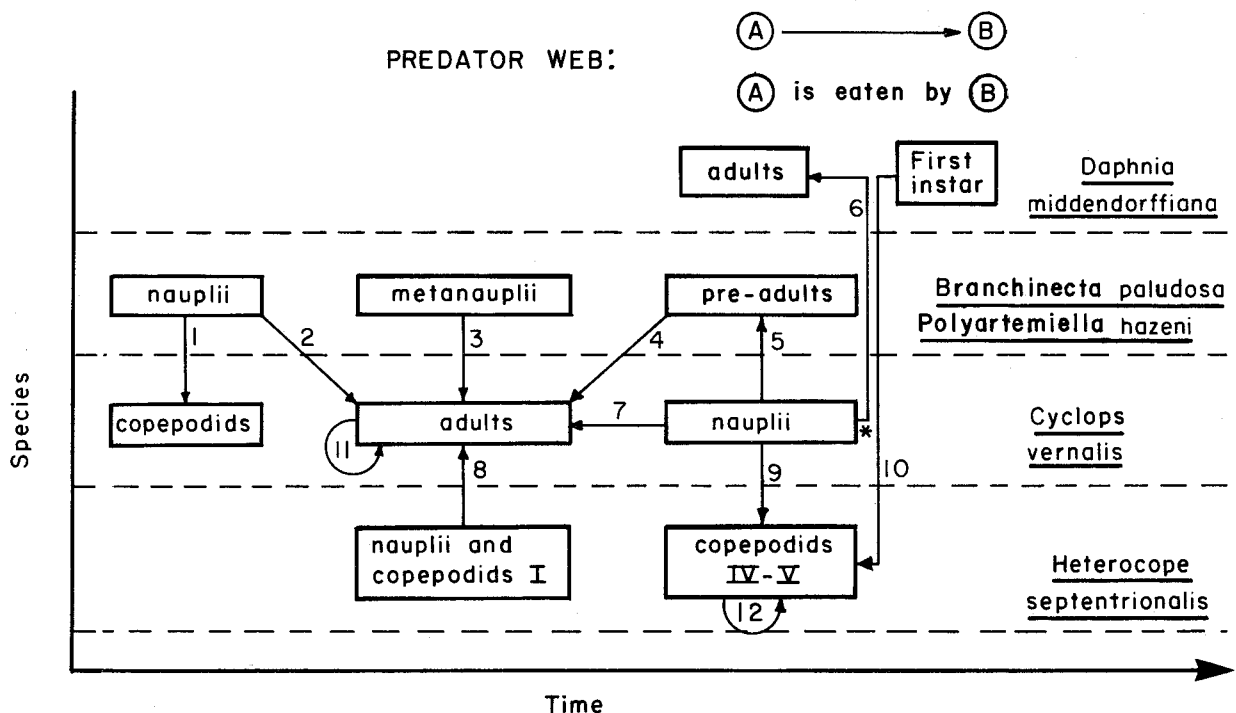 PREDATOR WEB:
A B
A is eaten by B
adults
First
instar
Daphnia
middendorffiana
6
nauplii
metanauplii
pre-adults
Branchinecta paludosa
Polyartemiella hazeni
1 2 3 4 5
Species
copepodids
adults
7
nauplii
*
Cyclops
vernalis
11
8
9
10
nauplii and
copepodids I
copepodids
IV-V
12
Heterocope
septentrionalis
Time